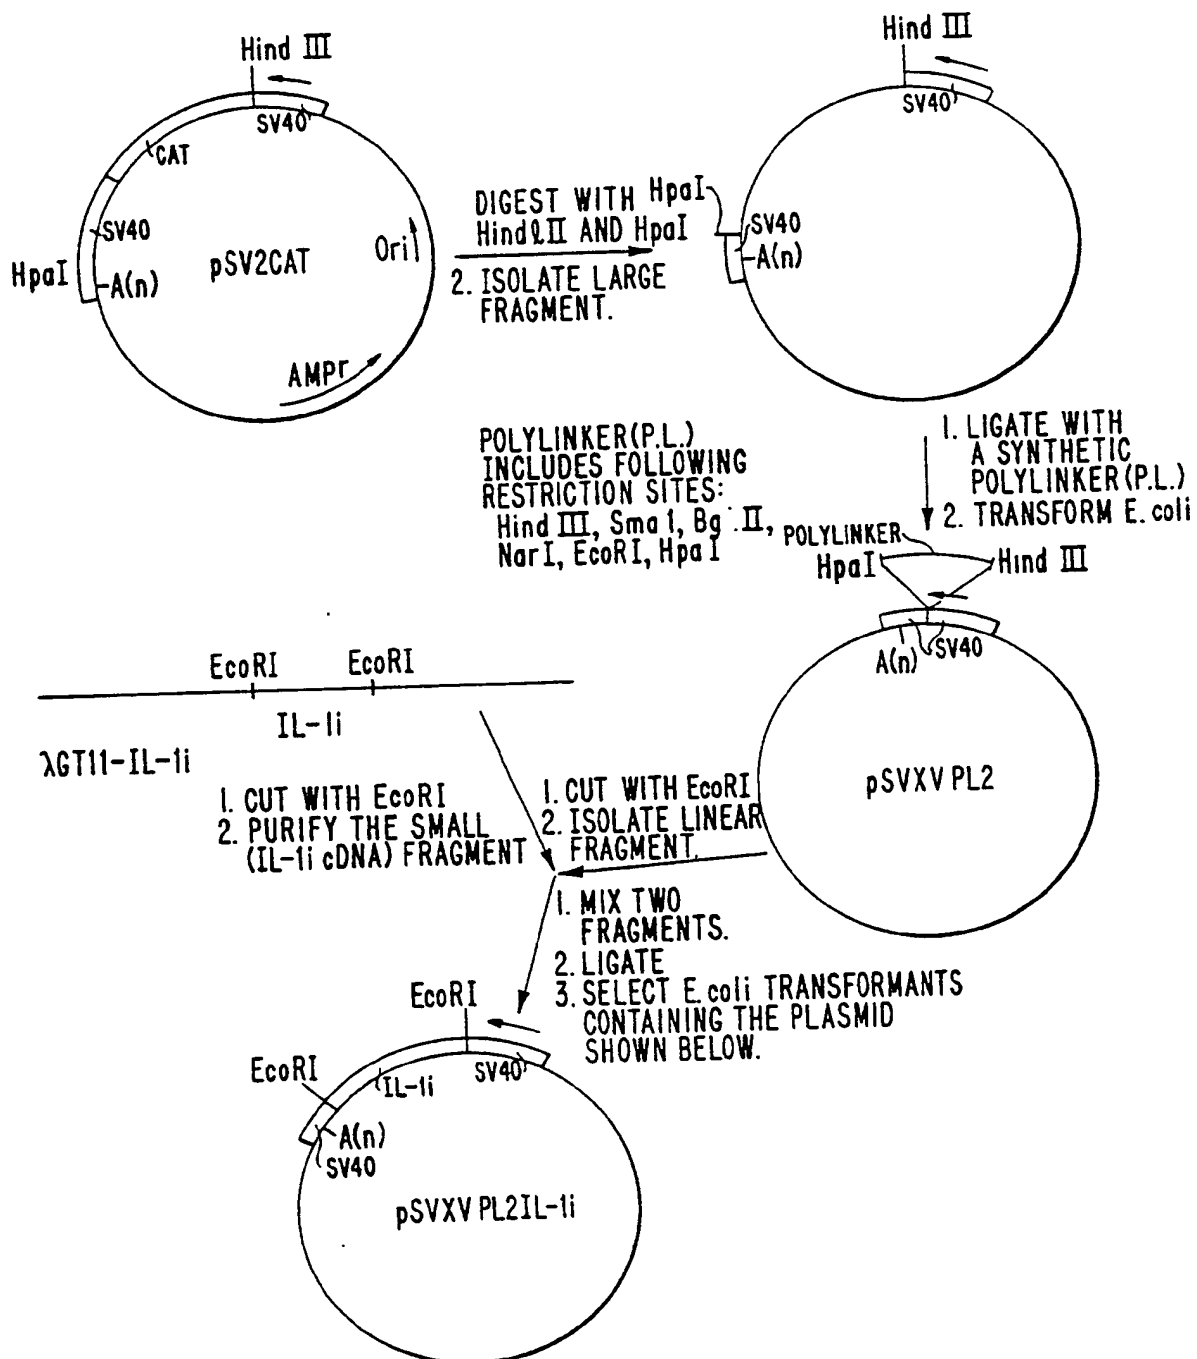 Hind III
SV40
CAT
SV40
HpaI
A(n)
pSV2CAT
Ori
AMPr
DIGEST WITH
HindlII AND HpaI
2. ISOLATE LARGE
FRAGMENT.
Hind III
SV40
HpaI
SV40
A(n)
1. LIGATE WITH
A SYNTHETIC
POLYLINKER (P.L.)
2. TRANSFORM E. coli
POLYLINKER (P.L.)
INCLUDES FOLLOWING
RESTRICTION SITES:
Hind III, Sma 1, Bg . II,
NarI, EcoRI, Hpa I
POLYLINKER
HpaI
Hind III
A(n)
SV40
pSVXV PL2
EcoRI
EcoRI
IL-1i
λGT11-IL-1i
1. CUT WITH EcoRI
2. PURIFY THE SMALL
(IL-1i cDNA) FRAGMENT
1. CUT WITH EcoRI
2. ISOLATE LINEAR
FRAGMENT.
1. MIX TWO
FRAGMENTS.
2. LIGATE
3. SELECT E. coli TRANSFORMANTS
CONTAINING THE PLASMID
SHOWN BELOW.
EcoRI
SV40
EcoRI
IL-1i
A(n)
SV40
pSVXV PL2IL-1i